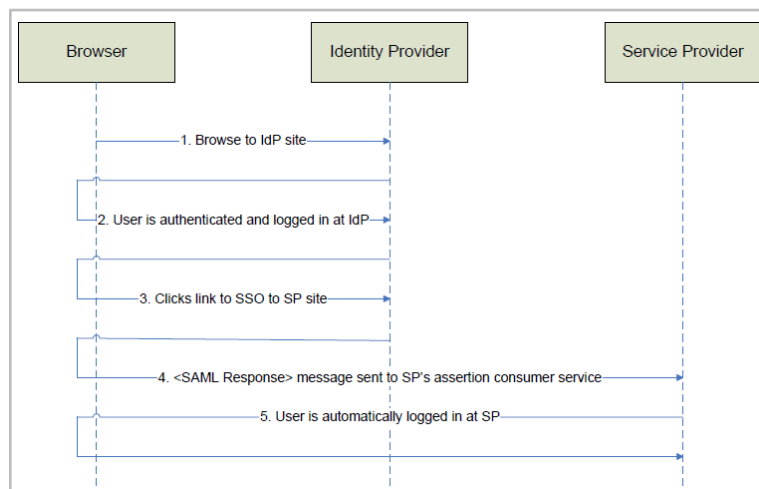 Browser
Identity Provider
Service Provider
1. Browse to IdP site
2. User is authenticated and logged in at IdP
3. Clicks link to SSO to SP site
4. <SAML Response> message sent to SP's assertion consumer service
5. User is automatically logged in at SP